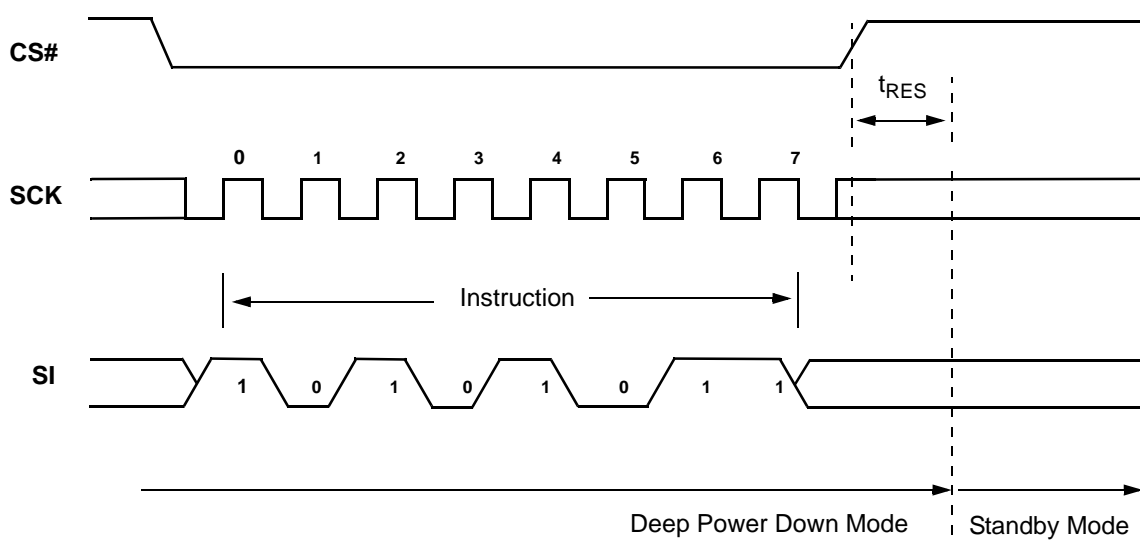 CS#
tRES
0 1 2 3 4 5 6 7
SCK
Instruction
SI
1 0 1 0 1 0 1 1
Deep Power Down Mode
Standby Mode